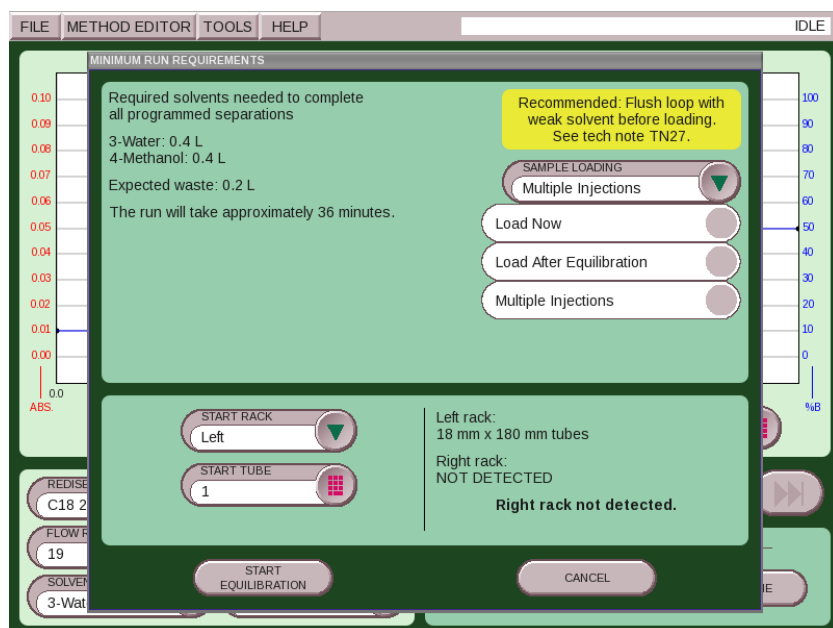 FILE METHOD EDITOR TOOLS HELP IDLE
MINIMUM RUN REQUIREMENTS
Required solvents needed to complete
all programmed separations
3-Water: 0.4 L
4-Methanol: 0.4 L
Expected waste: 0.2 L
The run will take approximately 36 minutes.
Recommended: Flush loop with
weak solvent before loading.
See tech note TN27.
SAMPLE LOADING
Multiple Injections
Load Now
Load After Equilibration
Multiple Injections
0.10
0.09
0.08
0.07
0.06
0.05
0.04
0.03
0.02
0.01
0.00
0.0
ABS.
100
90
80
70
60
50
40
30
20
10
0
%B
START RACK
Left
START TUBE
1
Left rack:
18 mm x 180 mm tubes
Right rack:
NOT DETECTED
Right rack not detected.
START
EQUILIBRATION
CANCEL
C18 2
19
3-Wat